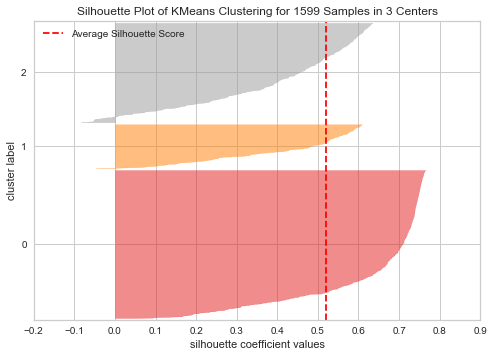 Silhouette Plot of KMeans Clustering for 1599 Samples in 3 Centers
Average Silhouette Score
cluster label
2
1
0
-0.2 -0.1 0.0 0.1 0.2 0.3 0.4 0.5 0.6 0.7 0.8 0.9
silhouette coefficient values